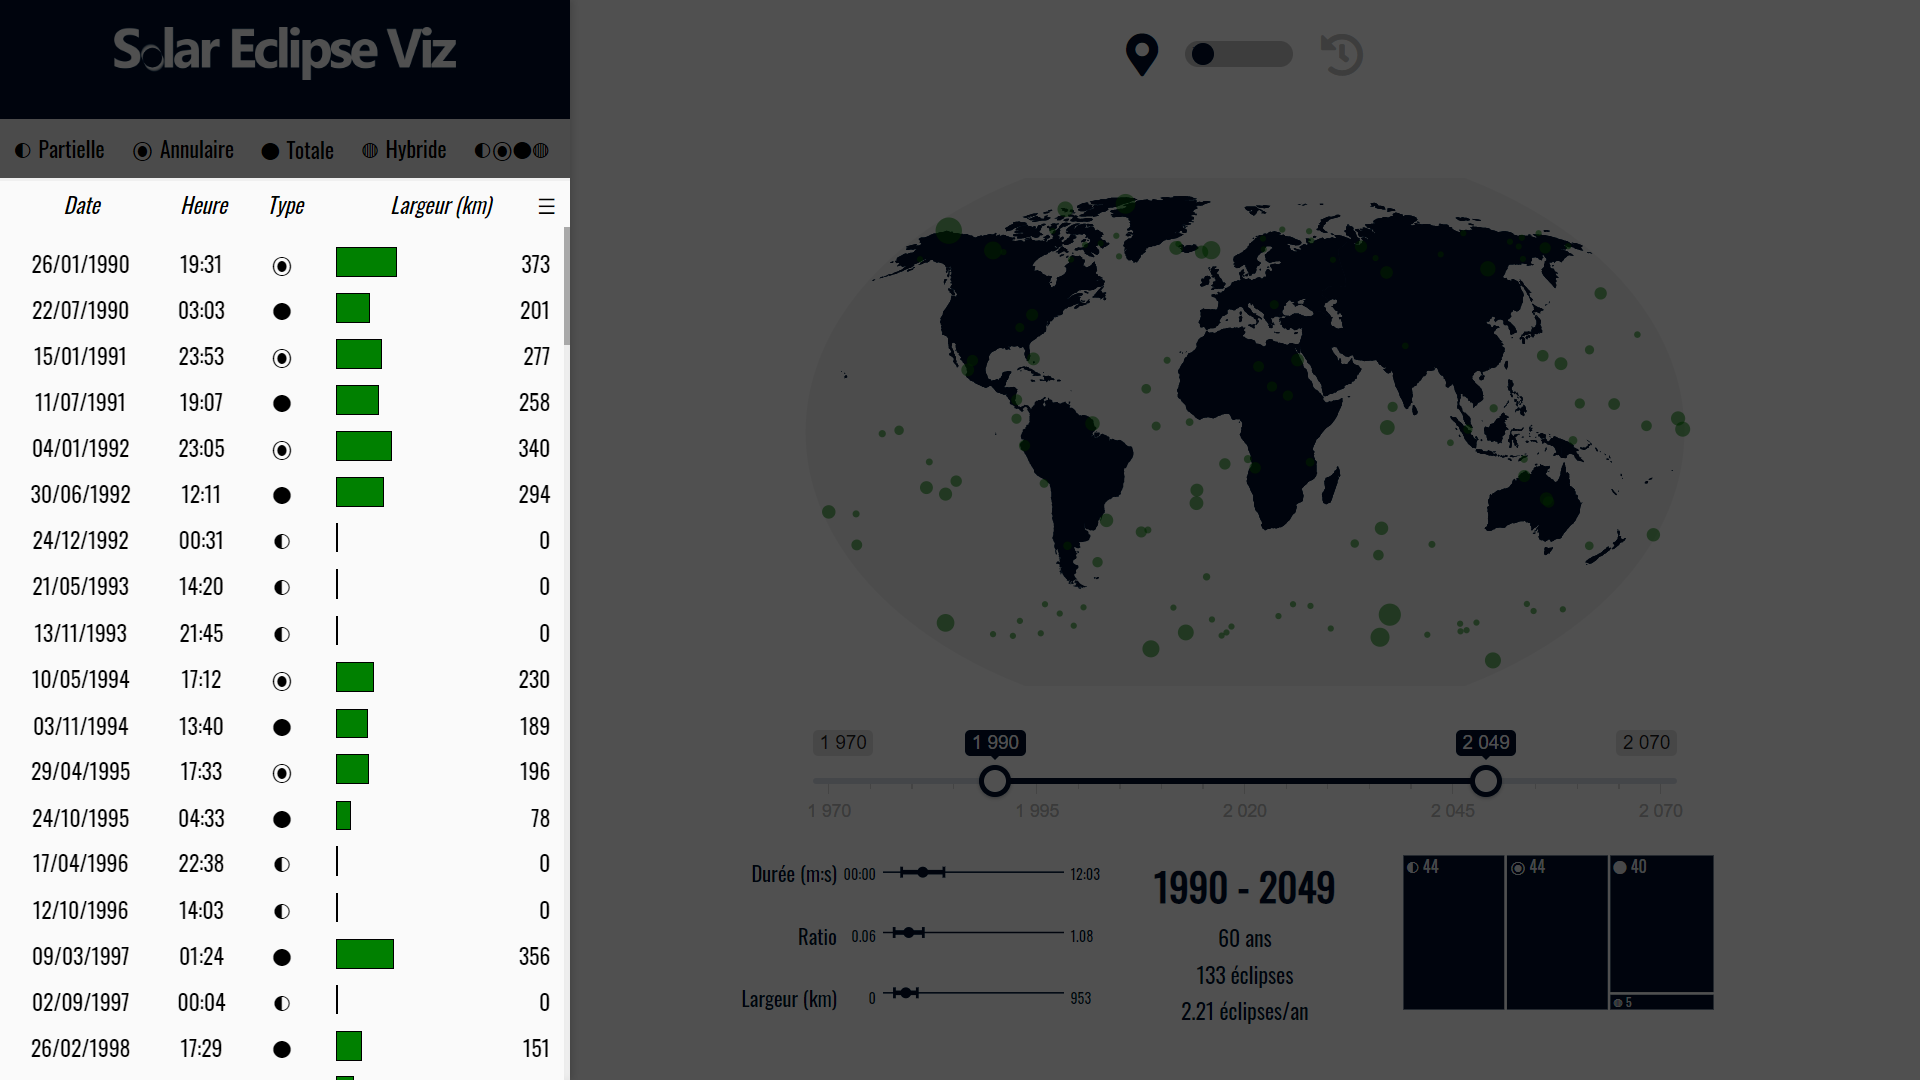 Solar Eclipse Viz
Partielle Annulaire Totale Hybride
Date Heure Type Largeur (km)
26/01/1990 19:31 373
22/07/1990 03:03 201
15/01/1991 23:53 277
11/07/1991 19:07 258
04/01/1992 23:05 340
30/06/1992 12:11 294
24/12/1992 00:31 0
21/05/1993 14:20 0
13/11/1993 21:45 0
10/05/1994 17:12 230
03/11/1994 13:40 189
29/04/1995 17:33 196
24/10/1995 04:33 78
17/04/1996 22:38 0
12/10/1996 14:03 0
09/03/1997 01:24 356
02/09/1997 00:04 0
26/02/1998 17:29 151
1 970 1 990 2 049 2 070
1 970 1 995 2 020 2 045 2 070
Durée (m:s) 00:00 12:03
Ratio 0.06 1.08
Largeur (km) 0 953
1990 - 2049
60 ans
133 éclipses
2.21 éclipses/an
44 44 40
5